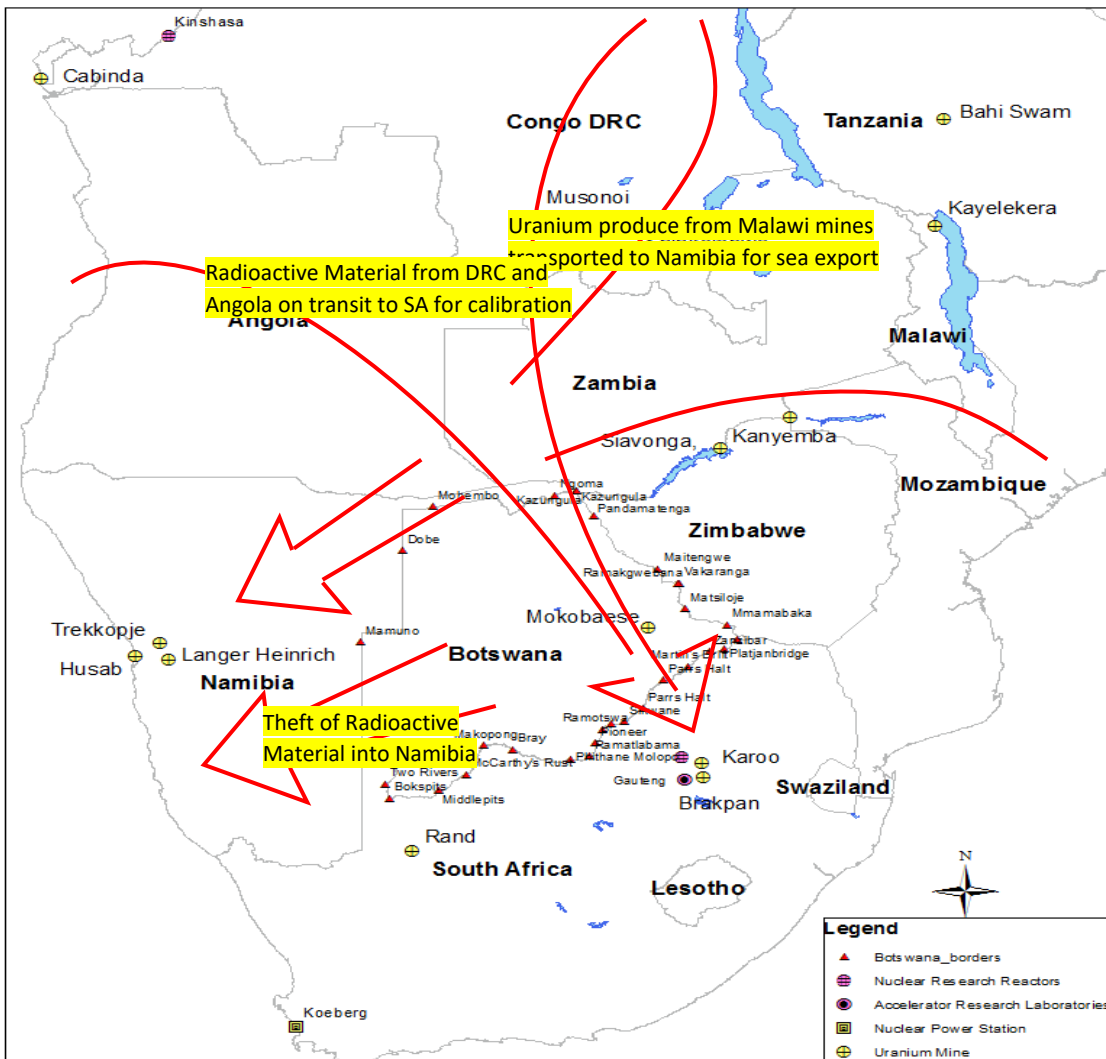 Kinshasa
Cabinda
Congo DRC
Tanzania
Bahi Swam
Musonoi
Kayelekera
Uranium produce from Malawi mines
transported to Namibia for sea export
Radioactive Material from DRC and
Angola on transit to SA for calibration
Angola
Malawi
Zambia
Siavonga,
Kanyemba
Mozambique
Ngoma
Mohembo
Kazungula
Kazungula
Pandamatenga
Zimbabwe
Dobe
Maitengwe
Ramakgwebana
Vakaranga
Matsiloje
Mokobaese
Mmamabaka
Trekkopje
Mamuno
Zanzibar
Husab
Langer Heinrich
Botswana
Martin's Drift
Platjanbridge
Namibia
Parrs Halt
Parrs Halt
Theft of Radioactive
Material into Namibia
Ramotswa
Sikwane
Pioneer
Makopong
Bray
Ramatlabama
McCarthy's Rust
Phithane Molopo
Karoo
Two Rivers
Gauteng
Swaziland
Bokspits
Middlepits
Brakpan
Rand
South Africa
Lesotho
N
Koeberg
Legend
Botswana_borders
Nuclear Research Reactors
Accelerator Research Laboratories
Nuclear Power Station
Uranium Mine